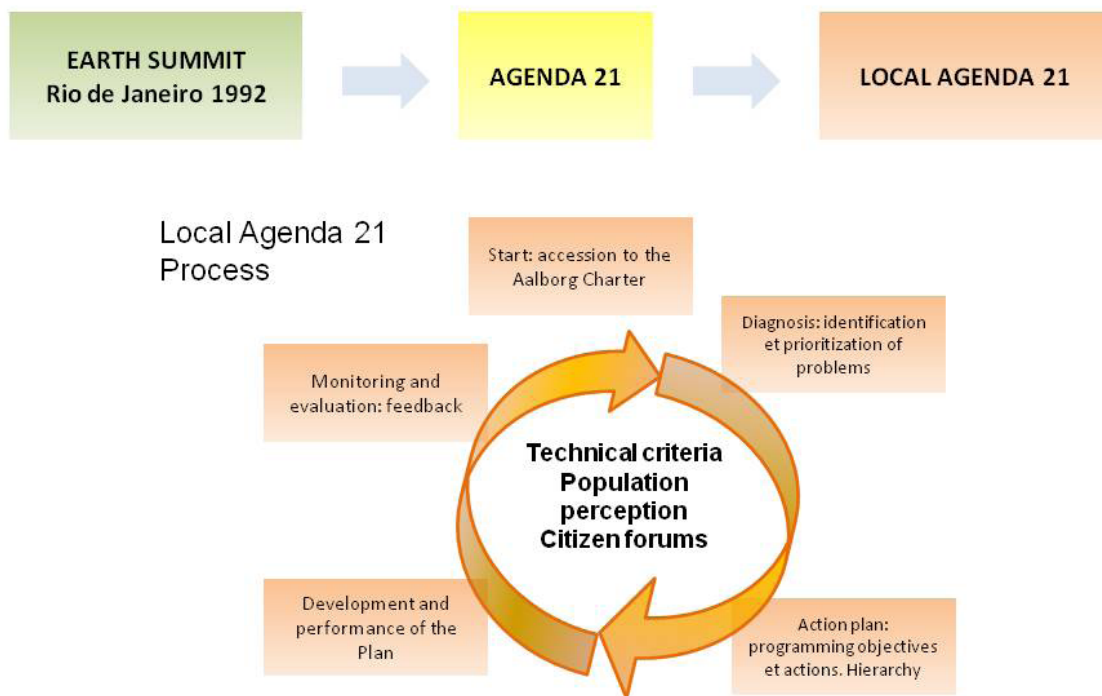 EARTH SUMMIT
Rio de Janeiro 1992
AGENDA 21
LOCAL AGENDA 21
Local Agenda 21
Process
Start: accession to the
Aalborg Charter
Diagnosis: identification
et prioritization of
problems
Monitoring and
evaluation: feedback
Technical criteria
Population
perception
Citizen forums
Development and
performance of the
Plan
Action plan:
programming objectives
et actions. Hierarchy